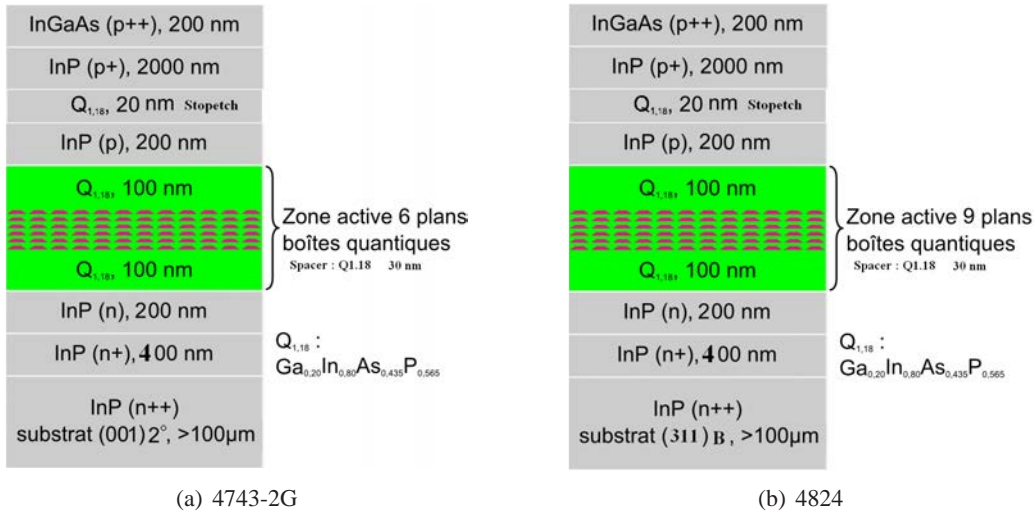 InGaAs (p++), 200 nm
InP (p+), 2000 nm
Q1,18, 20 nm Stopetch
InP (p), 200 nm
Q1,18, 100 nm
Zone active 6 plans
boîtes quantiques
Spacer : Q1.18 30 nm
Q1,18, 100 nm
InP (n), 200 nm
InP (n+), 400 nm
Q1,18 :
Ga0,20In0,80As0,435P0,565
InP (n++)
substrat (001) 2°, >100µm
(a) 4743-2G
InGaAs (p++), 200 nm
InP (p+), 2000 nm
Q1,18, 20 nm Stopetch
InP (p), 200 nm
Q1,18, 100 nm
Zone active 9 plans
boîtes quantiques
Spacer : Q1.18 30 nm
Q1,18, 100 nm
InP (n), 200 nm
InP (n+), 400 nm
Q1,18 :
Ga0,20In0,80As0,435P0,565
InP (n++)
substrat (311) B, >100µm
(b) 4824